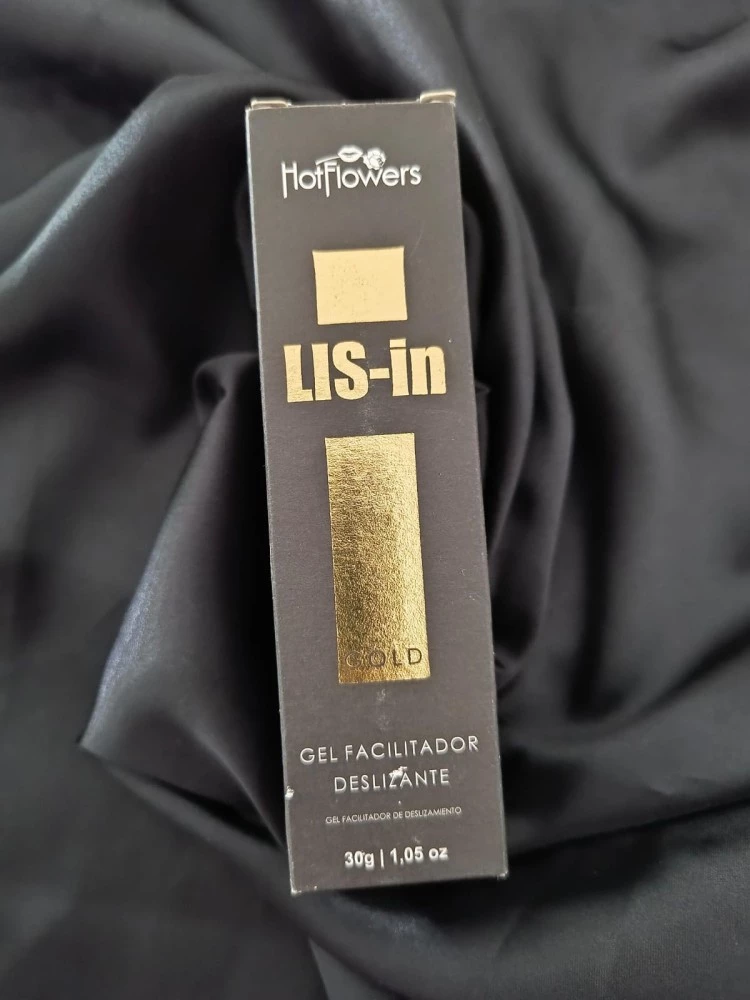 HotFlowers
LIS-in
GOLD
GEL FACILITADOR
DESLIZANTE
GEL FACILITADOR DE DESLIZAMIENTO
30g | 1,05 oz